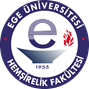 EGE ÜNİVERSİTESİ
e
1955
HEMŞİRELİK FAKÜLTESİ